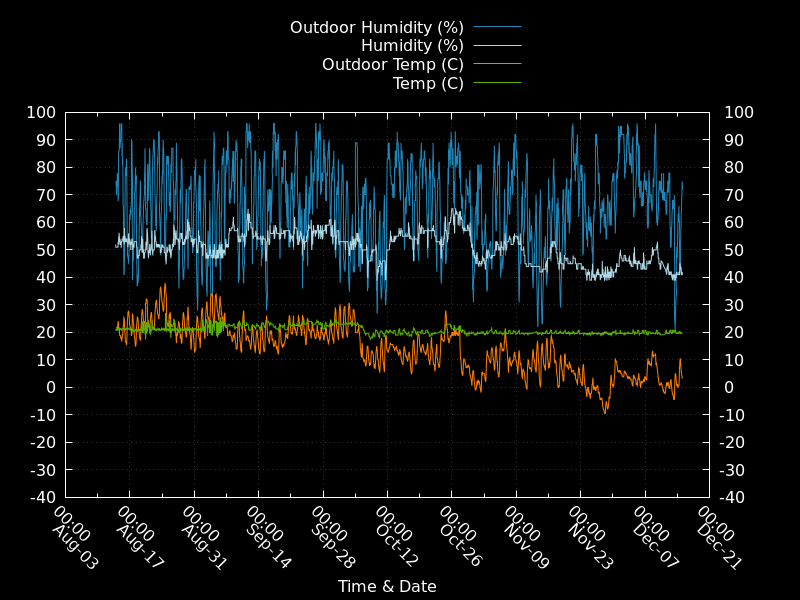 Outdoor Humidity (%)
Humidity (%)
Outdoor Temp (C)
Temp (C)
100 100
90 90
80 80
70 70
60 60
50 50
40 40
30 30
20 20
10 10
0 0
-10 -10
-20 -20
-30 -30
-40 -40
00:00 Aug-03
00:00 Aug-17
00:00 Aug-31
00:00 Sep-14
00:00 Sep-28
00:00 Oct-12
00:00 Oct-26
00:00 Nov-09
00:00 Nov-23
00:00 Dec-07
00:00 Dec-21
Time & Date